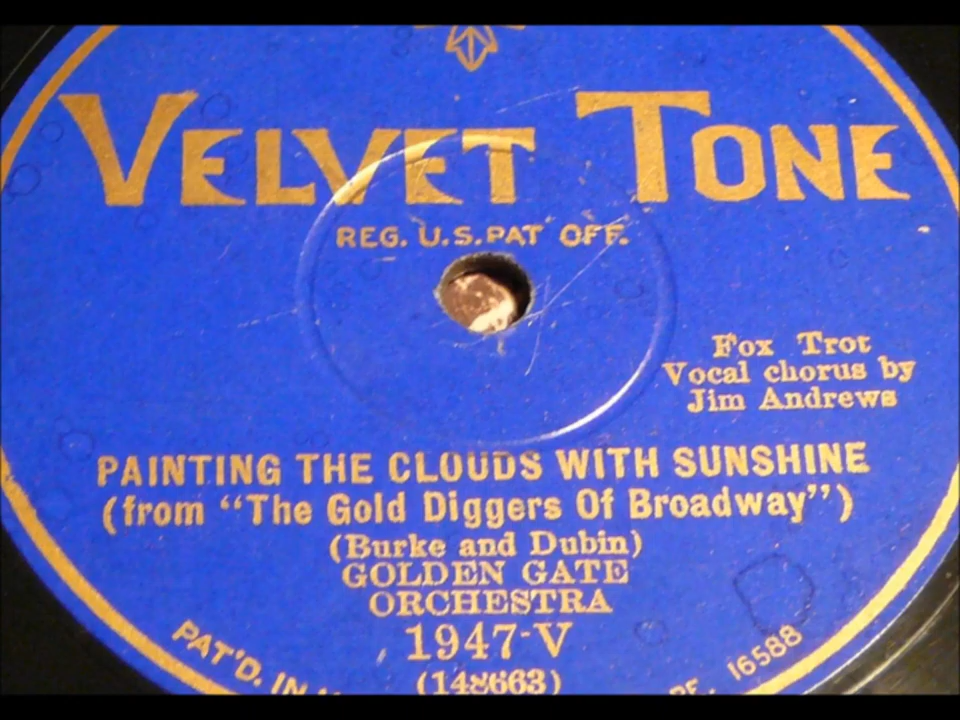 VELVET TONE
REG. U.S. PAT OFF.
Fox Trot
Vocal chorus by
Jim Andrews
PAINTING THE CLOUDS WITH SUNSHINE
(from "The Gold Diggers Of Broadway")
(Burke and Dubin)
GOLDEN GATE
ORCHESTRA
1947-V
(148663)
PAT'D. IN
RE. 16588